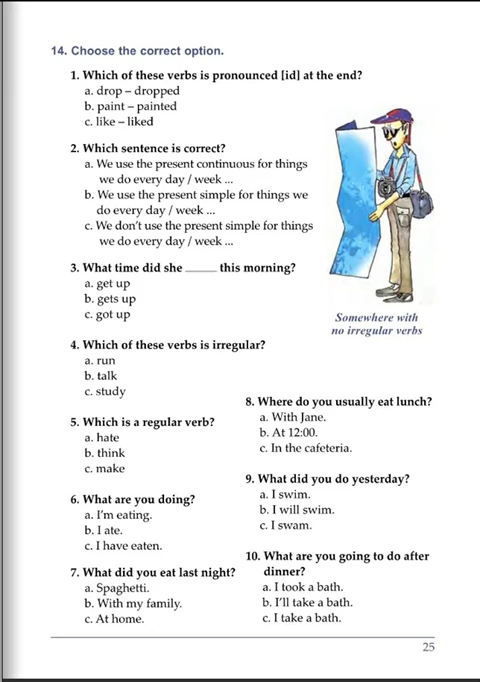 14. Choose the correct option.
1. Which of these verbs is pronounced [id] at the end?
a. drop – dropped
b. paint – painted
c. like – liked
2. Which sentence is correct?
a. We use the present continuous for things
we do every day / week ...
b. We use the present simple for things we
do every day / week ...
c. We don't use the present simple for things
we do every day / week ...
3. What time did she _____ this morning?
a. get up
b. gets up
c. got up
Somewhere with
no irregular verbs
4. Which of these verbs is irregular?
a. run
b. talk
c. study
5. Which is a regular verb?
a. hate
b. think
c. make
6. What are you doing?
a. I'm eating.
b. I ate.
c. I have eaten.
7. What did you eat last night?
a. Spaghetti.
b. With my family.
c. At home.
8. Where do you usually eat lunch?
a. With Jane.
b. At 12:00.
c. In the cafeteria.
9. What did you do yesterday?
a. I swim.
b. I will swim.
c. I swam.
10. What are you going to do after
dinner?
a. I took a bath.
b. I'll take a bath.
c. I take a bath.
25